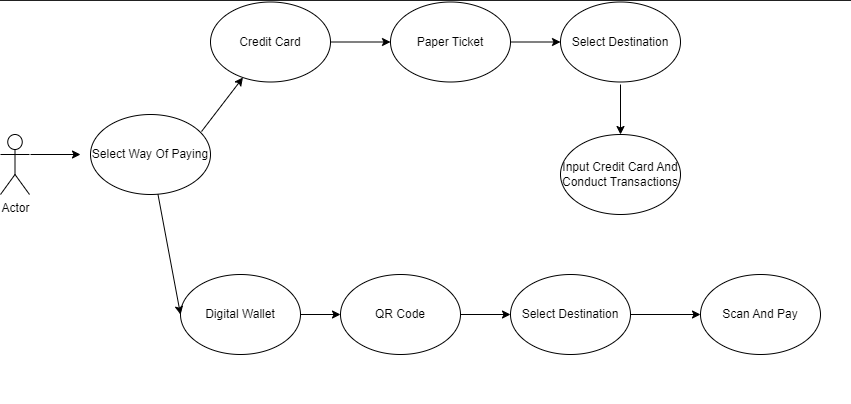 Credit Card
Paper Ticket
Select Destination
Select Way Of Paying
Input Credit Card And
Conduct Transactions
Actor
Digital Wallet
QR Code
Select Destination
Scan And Pay